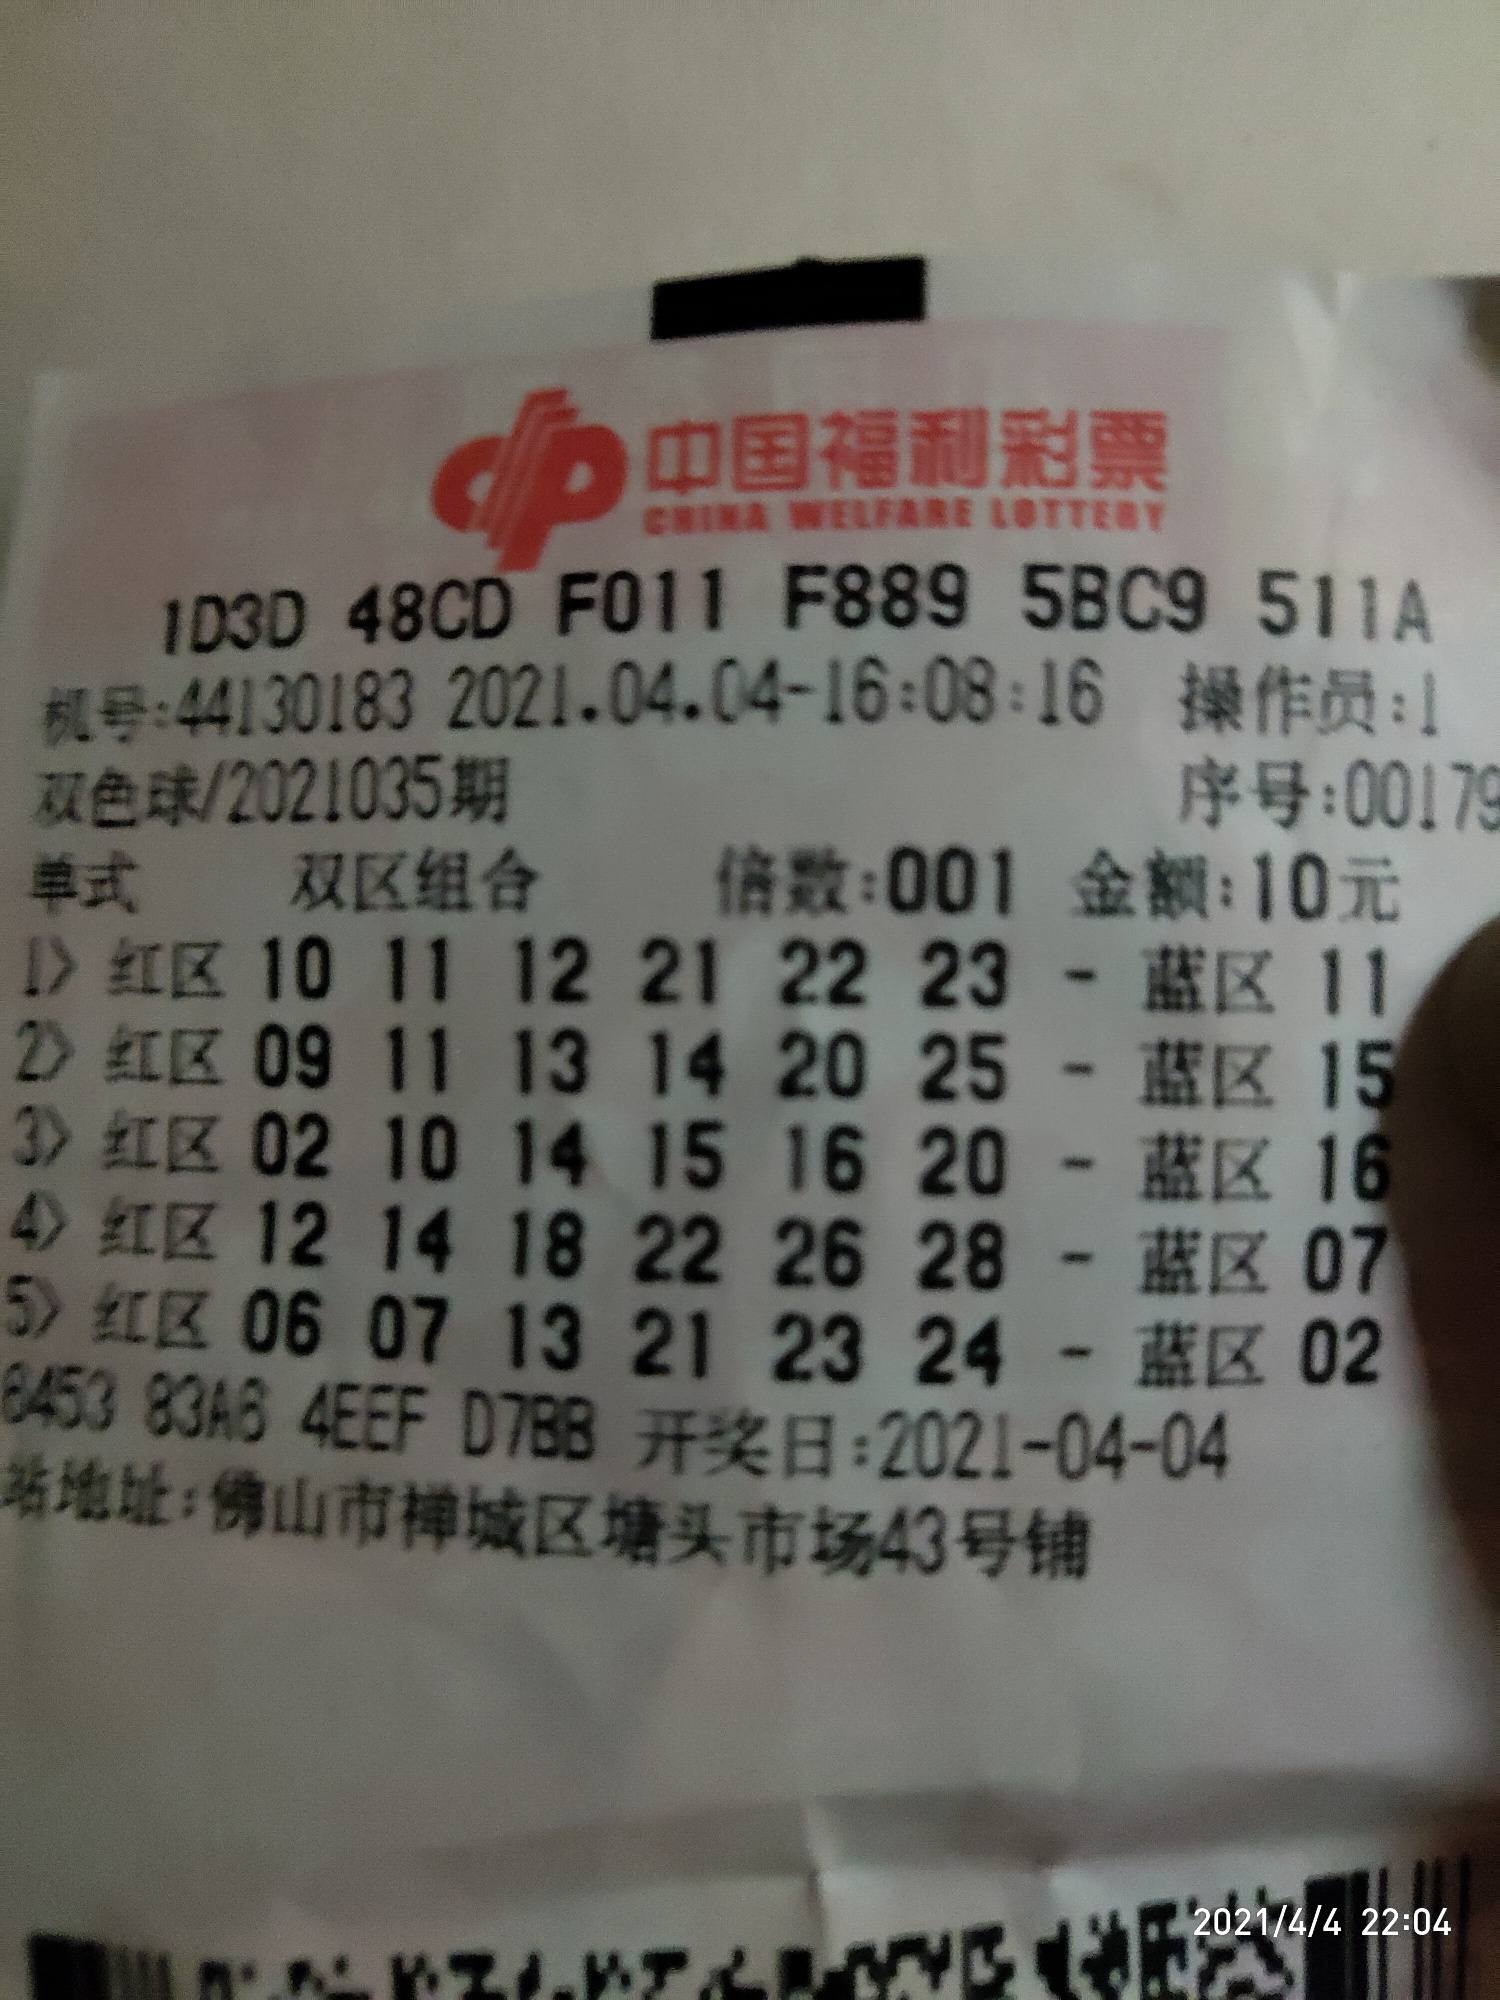 中国福利彩票
CHINA WELFARE LOTTERY
1D3D 48CD F011 F889 5BC9 511A
机号:44130183 2021.04.04-16:08:16 操作员:1
双色球/2021035期 序号:00179
单式 双区组合 倍数:001 金额:10元
1> 红区 10 11 12 21 22 23 - 蓝区 11
2> 红区 09 11 13 14 20 25 - 蓝区 15
3> 红区 02 10 14 15 16 20 - 蓝区 16
4> 红区 12 14 18 22 26 28 - 蓝区 07
5> 红区 06 07 13 21 23 24 - 蓝区 02
83A6 4EEF D7BB 开奖日:2021-04-04
站地址:佛山市禅城区塘头市场43号铺
2021/4/4 22:04